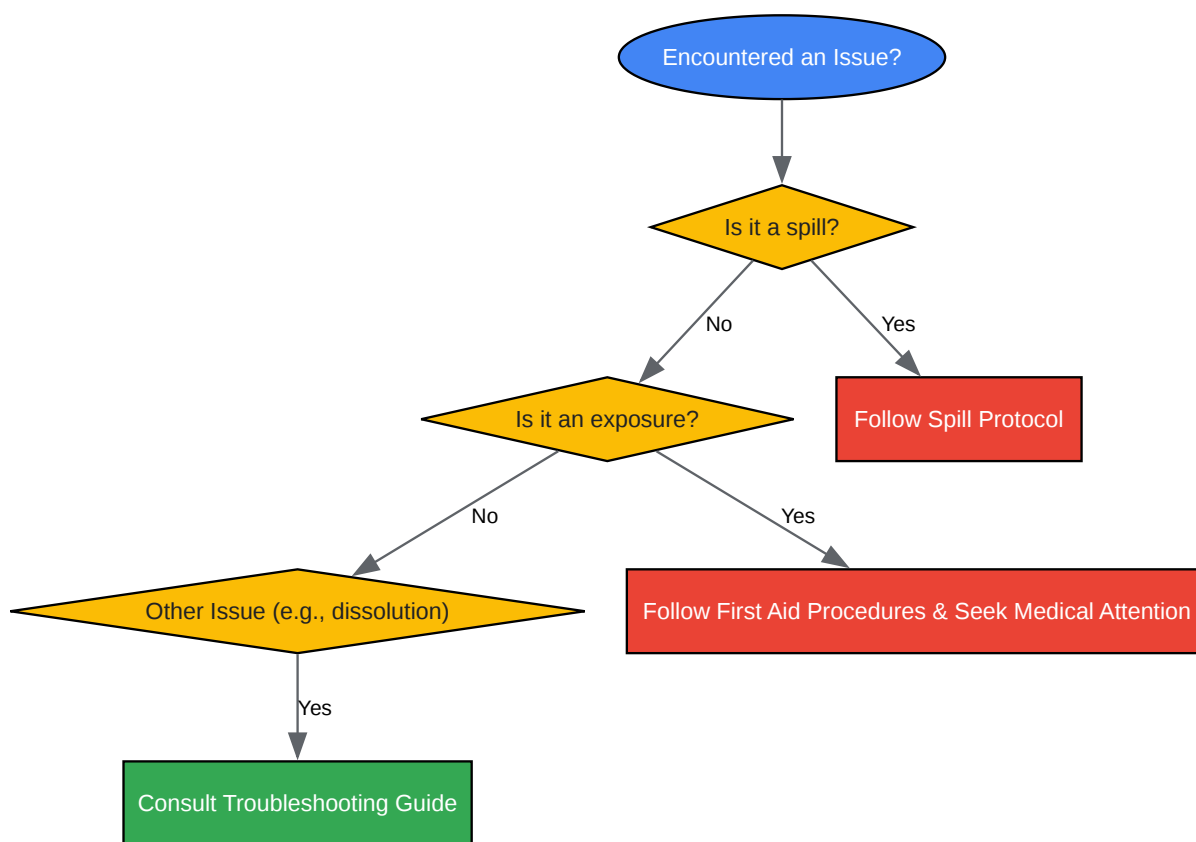 Encountered an Issue?
Is it a spill?
No
Yes
Is it an exposure?
Follow Spill Protocol
No
Yes
Other Issue (e.g., dissolution)
Follow First Aid Procedures & Seek Medical Attention
Yes
Consult Troubleshooting Guide